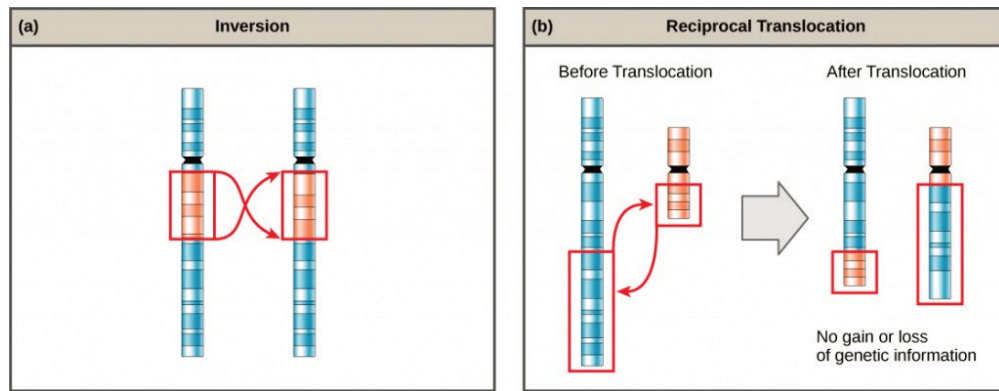 (a) Inversion
(b) Reciprocal Translocation
Before Translocation
After Translocation
No gain or loss
of genetic information